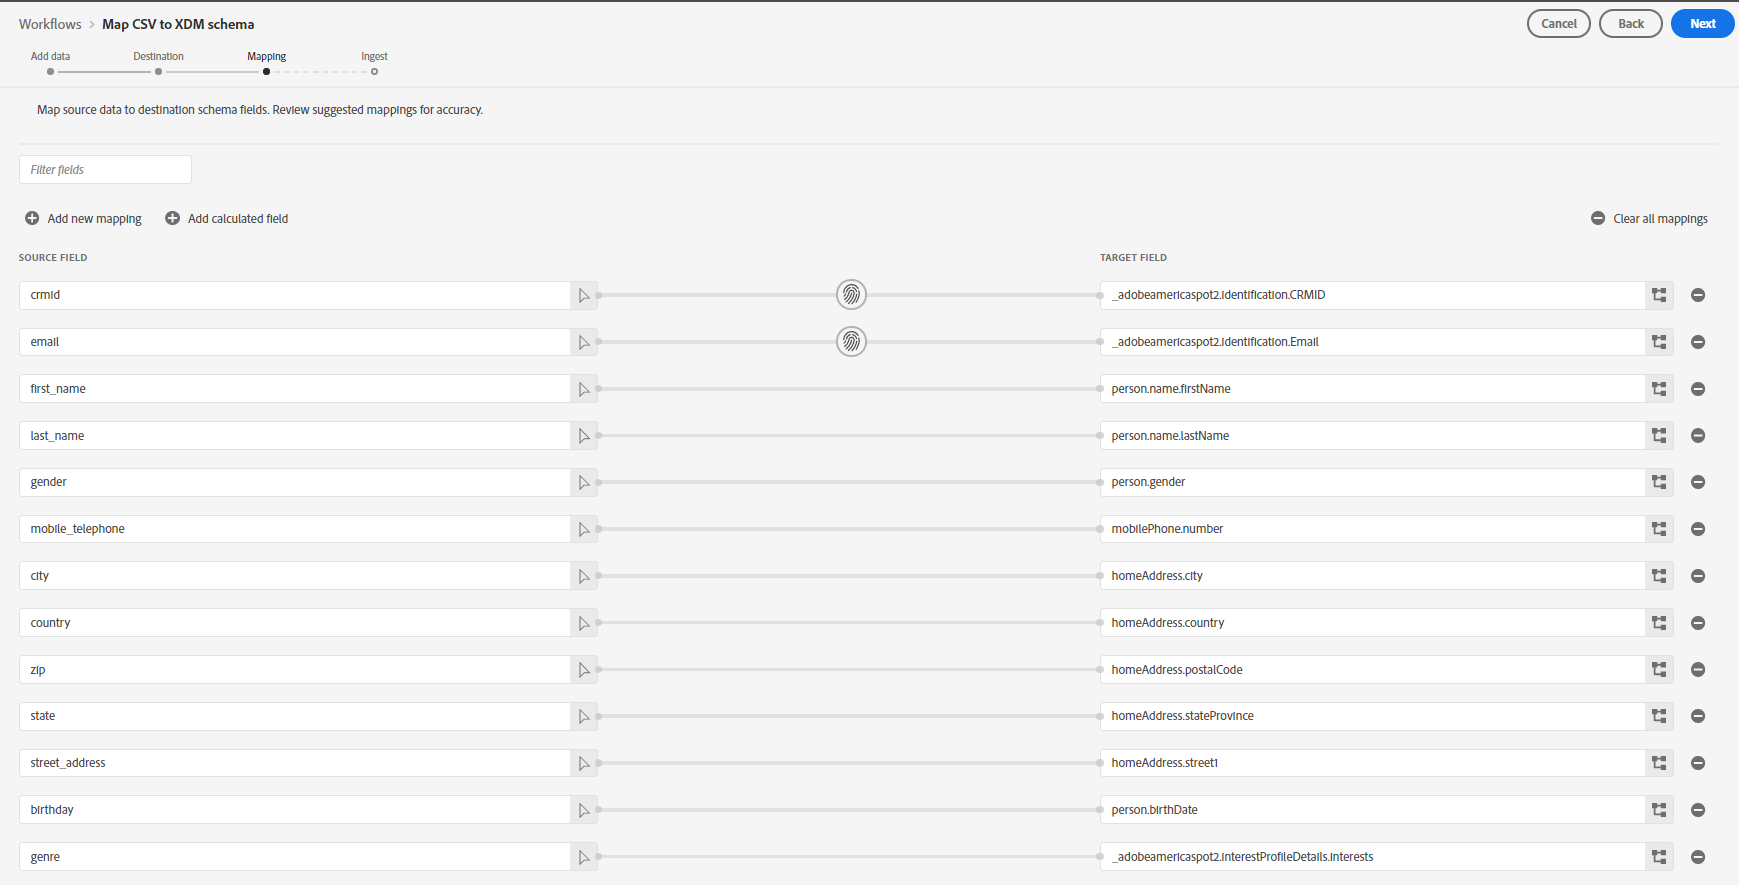 Workflows > Map CSV to XDM schema
Cancel Back Next
Add data Destination Mapping Ingest
Map source data to destination schema fields. Review suggested mappings for accuracy.
Filter fields
Add new mapping Add calculated field Clear all mappings
SOURCE FIELD TARGET FIELD
crmid _adobeamericaspot2.identification.CRMID
email _adobeamericaspot2.identification.Email
first_name person.name.firstName
last_name person.name.lastName
gender person.gender
mobile_telephone mobilePhone.number
city homeAddress.city
country homeAddress.country
zip homeAddress.postalCode
state homeAddress.stateProvince
street_address homeAddress.street1
birthday person.birthDate
genre _adobeamericaspot2.interestProfileDetails.interests